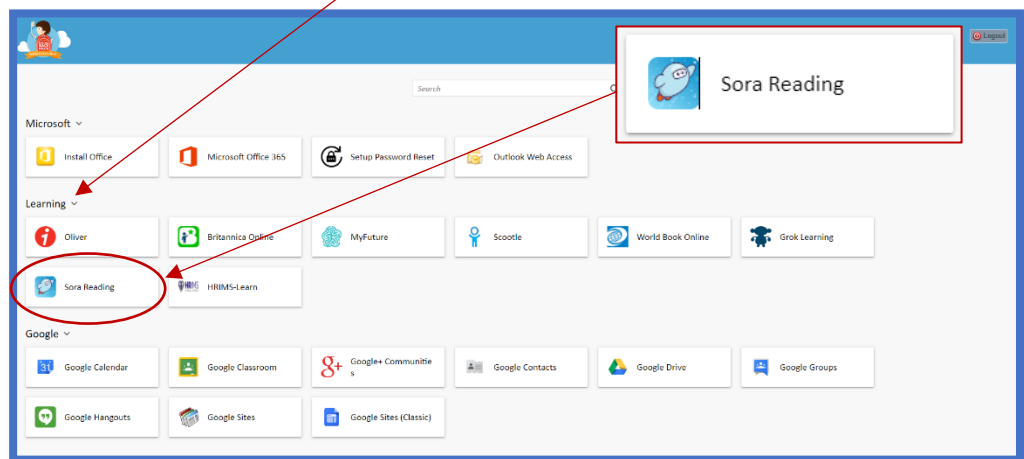 Logout
Sora Reading
Search
Microsoft
Install Office
Microsoft Office 365
Setup Password Reset
Outlook Web Access
Learning
Oliver
Britannica Online
MyFuture
Scootle
World Book Online
Grok Learning
Sora Reading
HRIMS-Learn
Google
31
Google Calendar
Google Classroom
g+
Google+ Communitie
s
Google Contacts
Google Drive
Google Groups
Google Hangouts
Google Sites
Google Sites (Classic)